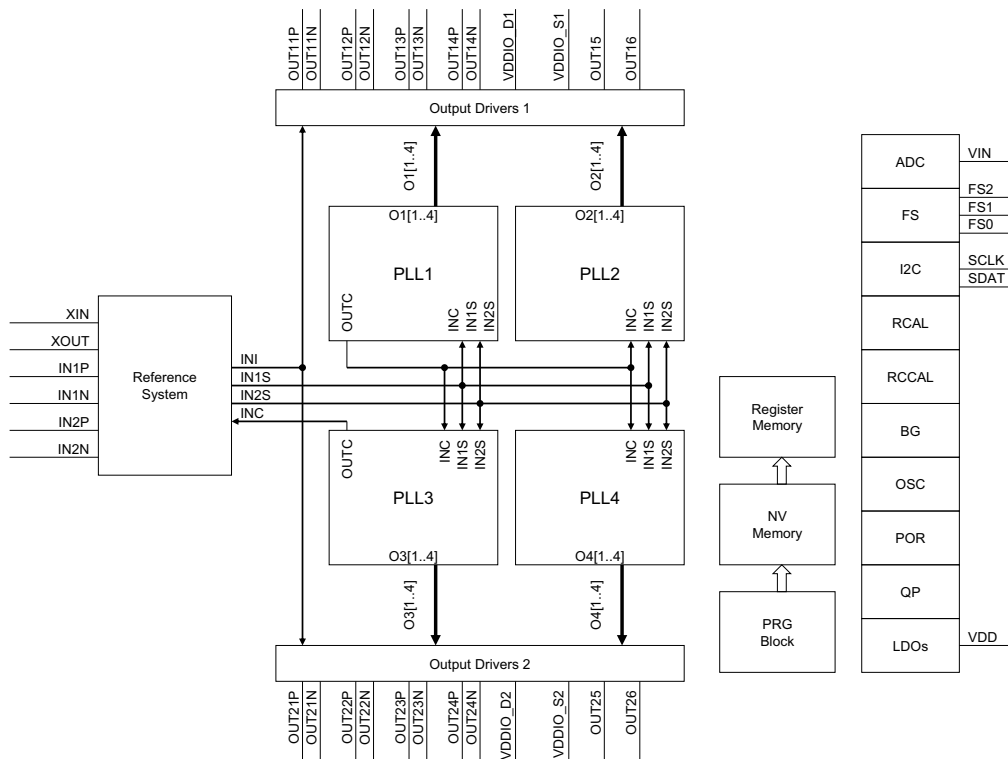 OUT11P
OUT11N
OUT12P
OUT12N
OUT13P
OUT13N
OUT14P
OUT14N
VDDIO_D1
VDDIO_S1
OUT15
OUT16
Output Drivers 1
O1[1..4]
O2[1..4]
O1[1..4]
PLL1
OUTC
INC
IN1S
IN2S
O2[1..4]
PLL2
INC
IN1S
IN2S
XIN
XOUT
IN1P
IN1N
IN2P
IN2N
Reference
System
INI
IN1S
IN2S
INC
OUTC
INC
IN1S
IN2S
PLL3
O3[1..4]
INC
IN1S
IN2S
PLL4
O4[1..4]
O3[1..4]
O4[1..4]
Output Drivers 2
OUT21P
OUT21N
OUT22P
OUT22N
OUT23P
OUT23N
OUT24P
OUT24N
VDDIO_D2
VDDIO_S2
OUT25
OUT26
Register
Memory
NV
Memory
PRG
Block
ADC
VIN
FS
FS2
FS1
FS0
I2C
SCLK
SDAT
RCAL
RCCAL
BG
OSC
POR
QP
LDOs
VDD